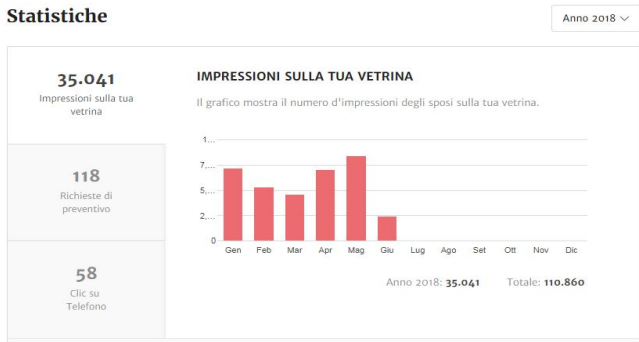 Statistiche
Anno 2018
35.041
Impressioni sulla tua
vetrina
118
Richieste di
preventivo
58
Clic su
Telefono
IMPRESSIONI SULLA TUA VETRINA
Il grafico mostra il numero d'impressioni degli sposi sulla tua vetrina.
1...
7,...
5,...
2,...
0
Gen Feb Mar Apr Mag Giu Lug Ago Set Ott Nov Dic
Anno 2018: 35.041 Totale: 110.860